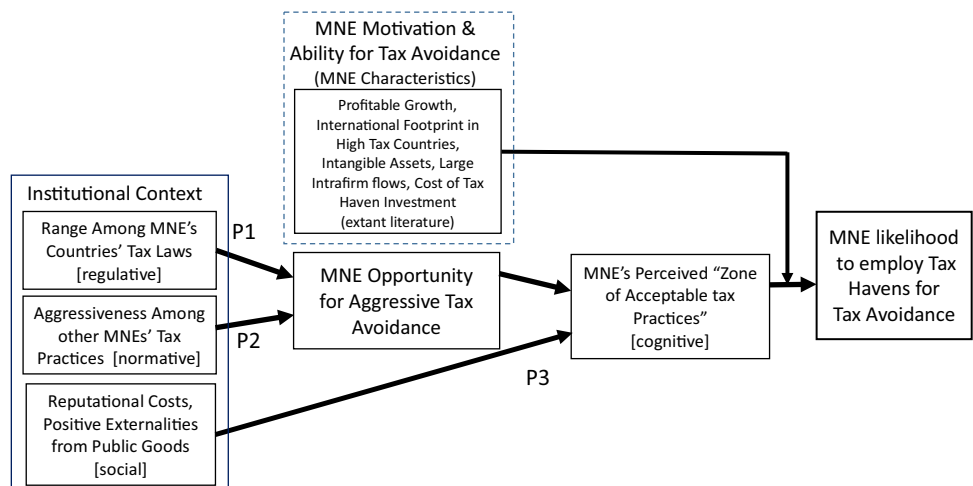 MNE Motivation &
Ability for Tax Avoidance
(MNE Characteristics)
Profitable Growth,
International Footprint in
High Tax Countries,
Intangible Assets, Large
Intrafirm flows, Cost of Tax
Haven Investment
(extant literature)
Institutional Context
Range Among MNE’s
Countries’ Tax Laws
[regulative]
P1
Aggressiveness Among
other MNEs’ Tax
Practices [normative]
P2
Reputational Costs,
Positive Externalities
from Public Goods
[social]
P3
MNE Opportunity
for Aggressive Tax
Avoidance
MNE’s Perceived “Zone
of Acceptable tax
Practices”
[cognitive]
MNE likelihood
to employ Tax
Havens for
Tax Avoidance